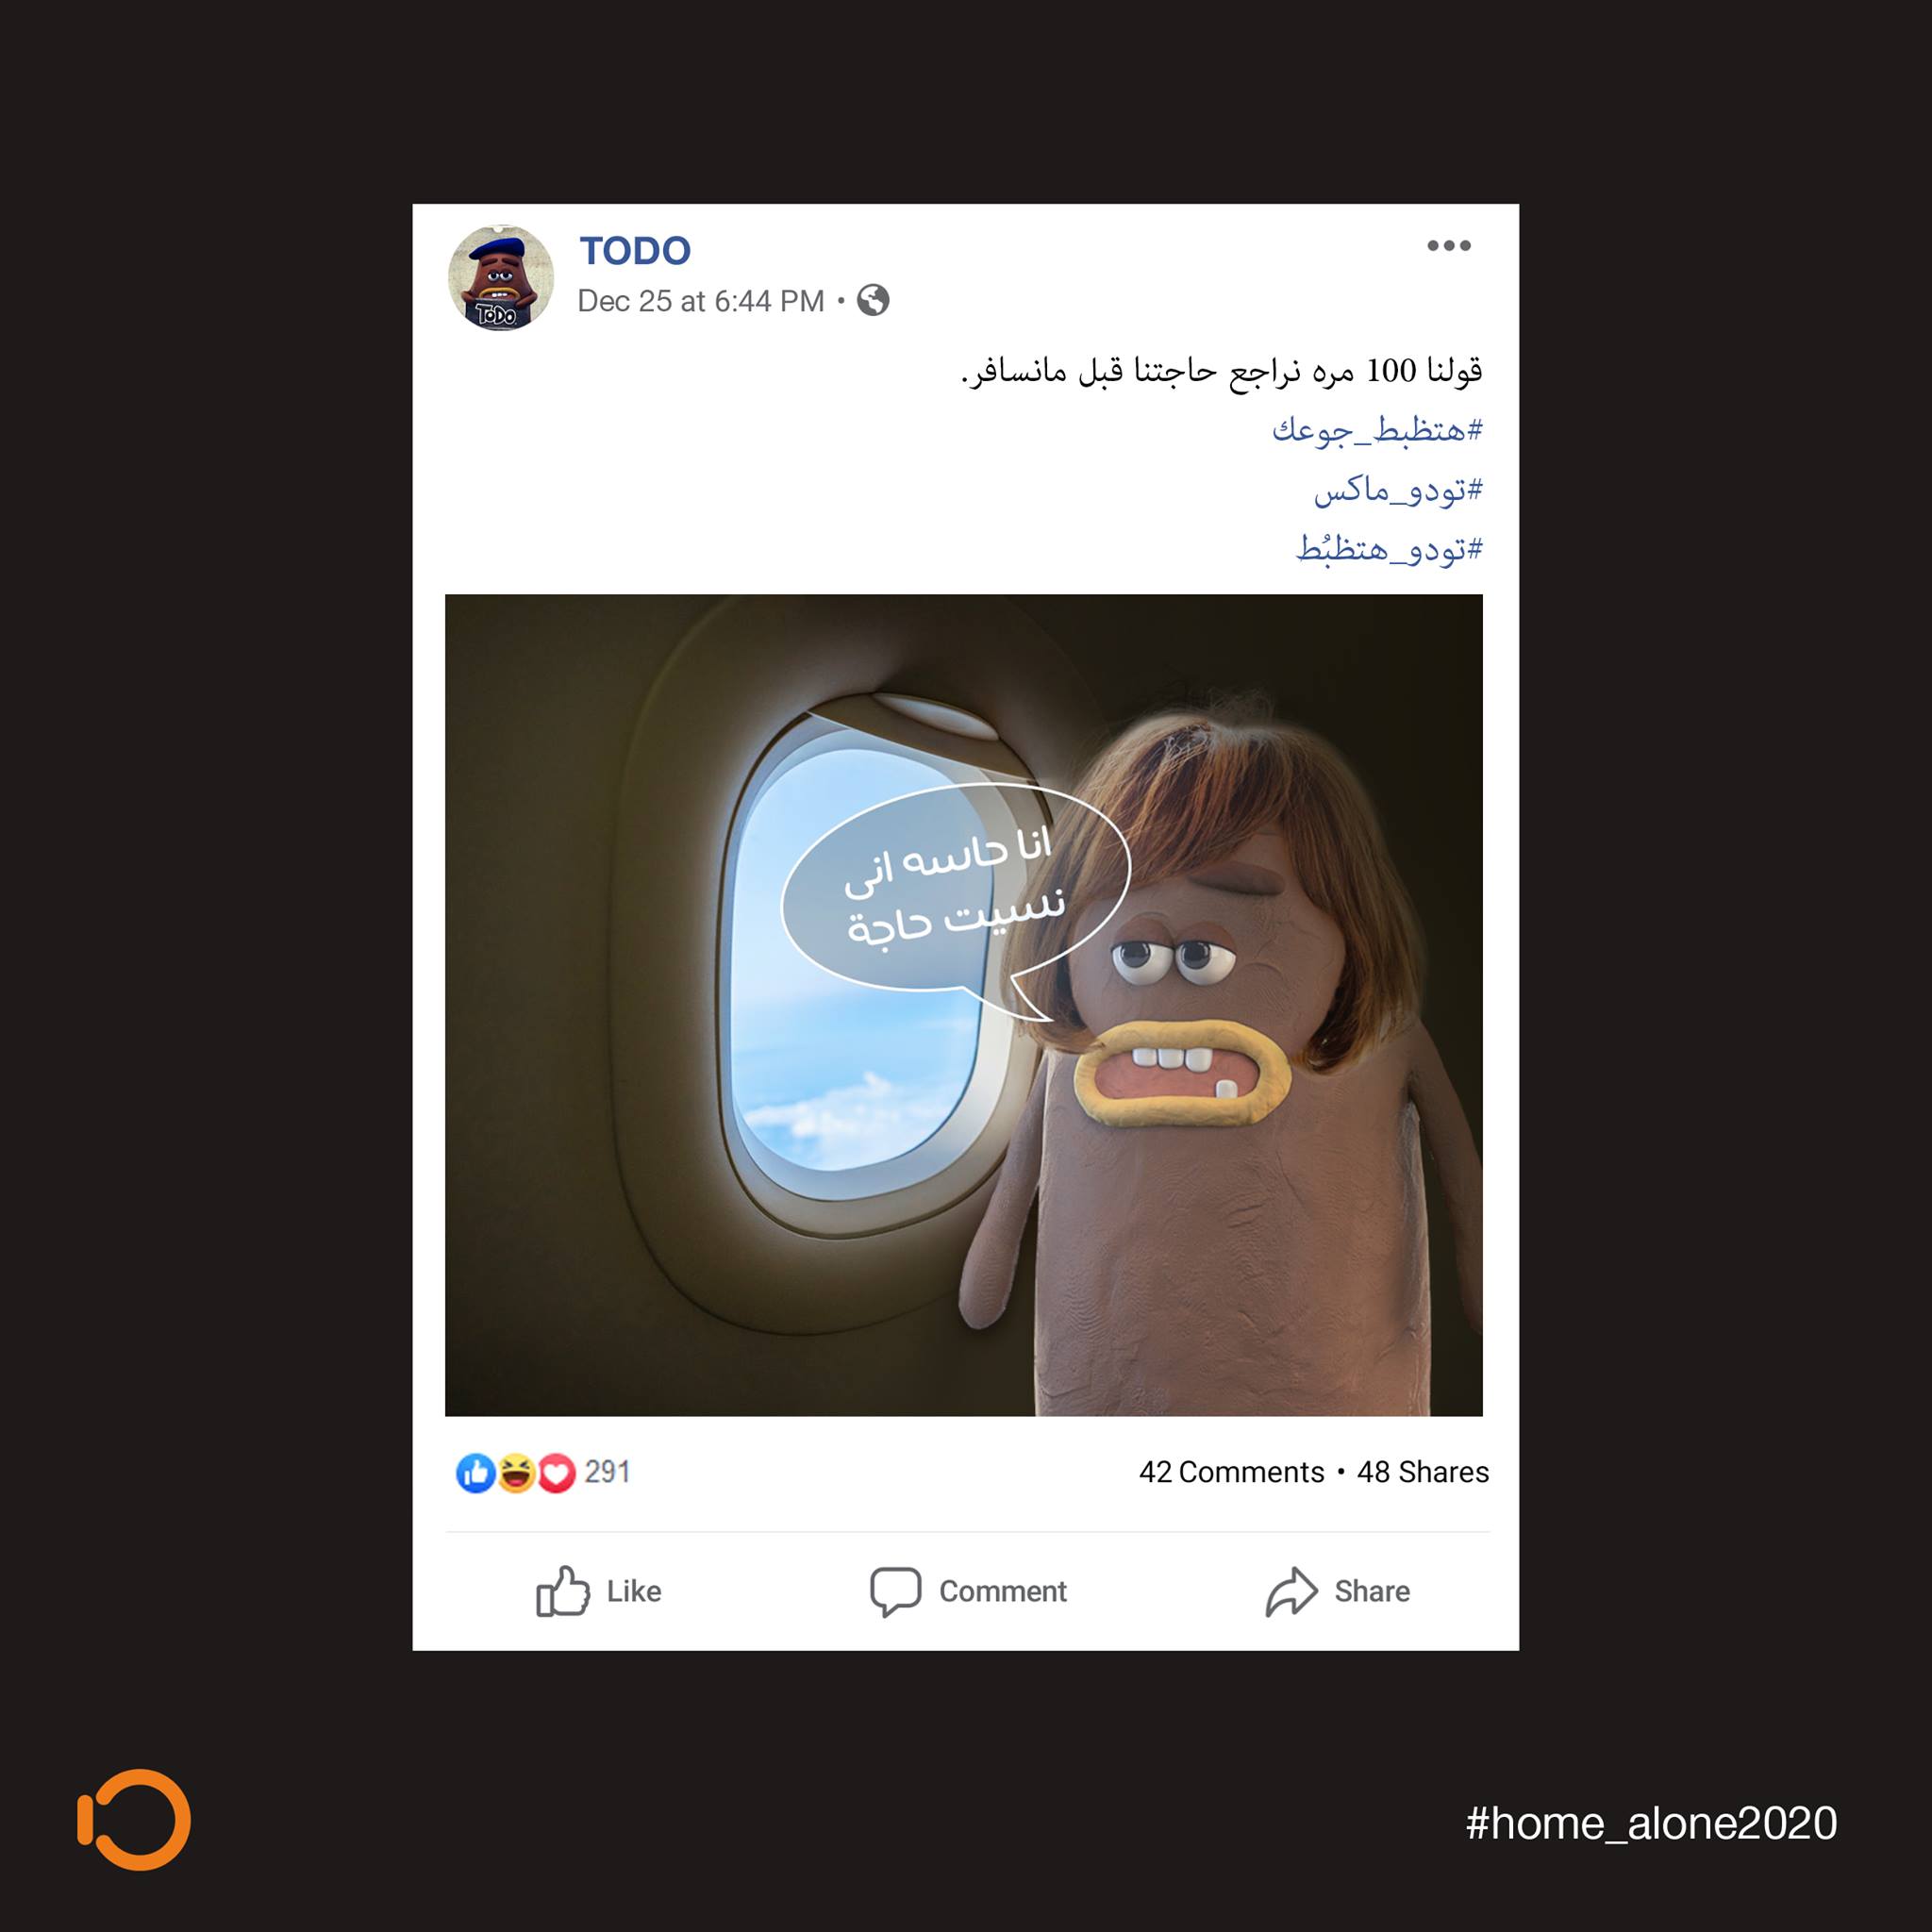 TODO
Dec 25 at 6:44 PM
قولنا 100 مره نراجع حاجتنا قبل مانسافر.
#هتظبط_جوعك
#تودو_ماكس
#تودو_هتظبُط
انا حاسه انى
نسيت حاجة
291
42 Comments • 48 Shares
Like
Comment
Share
#home_alone2020
ToDo